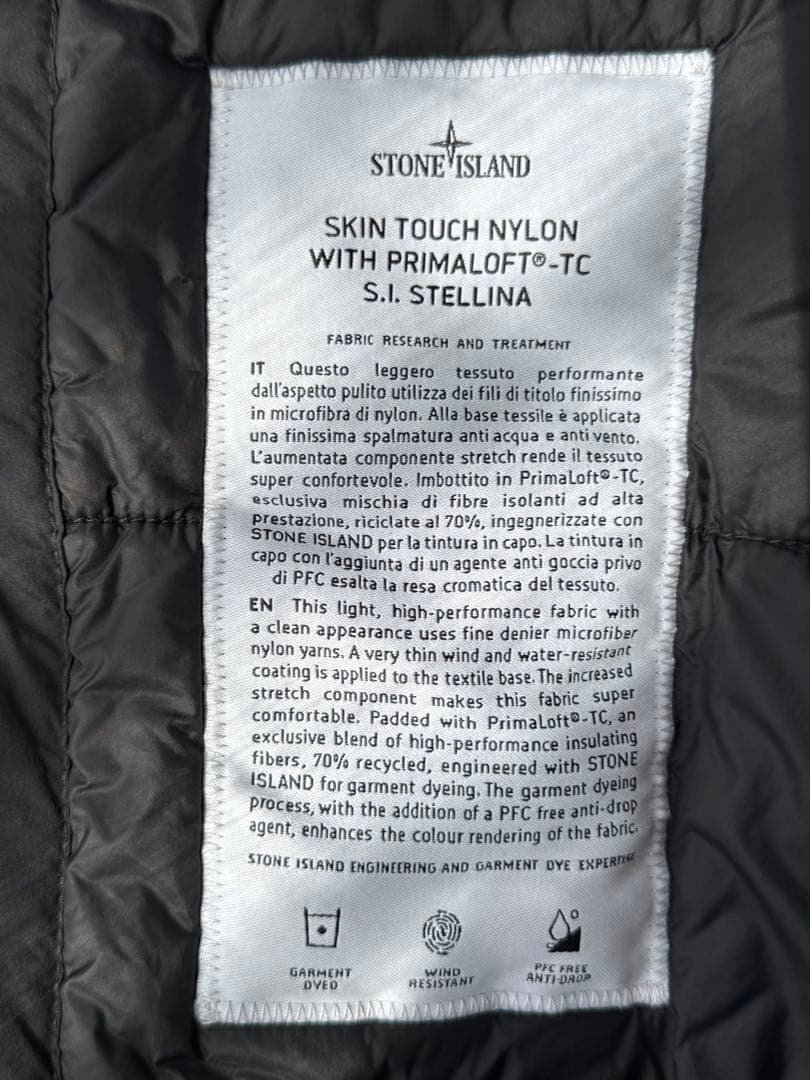 STONE ISLAND
SKIN TOUCH NYLON
WITH PRIMALOFT®-TC
S.I. STELLINA
FABRIC RESEARCH AND TREATMENT
IT Questo leggero tessuto performante
dall'aspetto pulito utilizza dei fili di titolo finissimo
in microfibra di nylon. Alla base tessile è applicata
una finissima spalmatura anti acqua e anti vento.
L'aumentata componente stretch rende il tessuto
super confortevole. Imbottito in PrimaLoft®-TC,
esclusiva mischia di fibre isolanti ad alta
prestazione, riciclate al 70%, ingegnerizzate con
STONE ISLAND per la tintura in capo. La tintura in
capo con l'aggiunta di un agente anti goccia privo
di PFC esalta la resa cromatica del tessuto.
EN This light, high-performance fabric with
a clean appearance uses fine denier microfiber
nylon yarns. A very thin wind and water-resistant
coating is applied to the textile base. The increased
stretch component makes this fabric super
comfortable. Padded with PrimaLoft®-TC, an
exclusive blend of high-performance insulating
fibers, 70% recycled, engineered with STONE
ISLAND for garment dyeing. The garment dyeing
process, with the addition of a PFC free anti-drop
agent, enhances the colour rendering of the fabric.
STONE ISLAND ENGINEERING AND GARMENT DYE EXPERTISE
GARMENT
DYED
WIND
RESISTANT
PFC FREE
ANTI-DROP